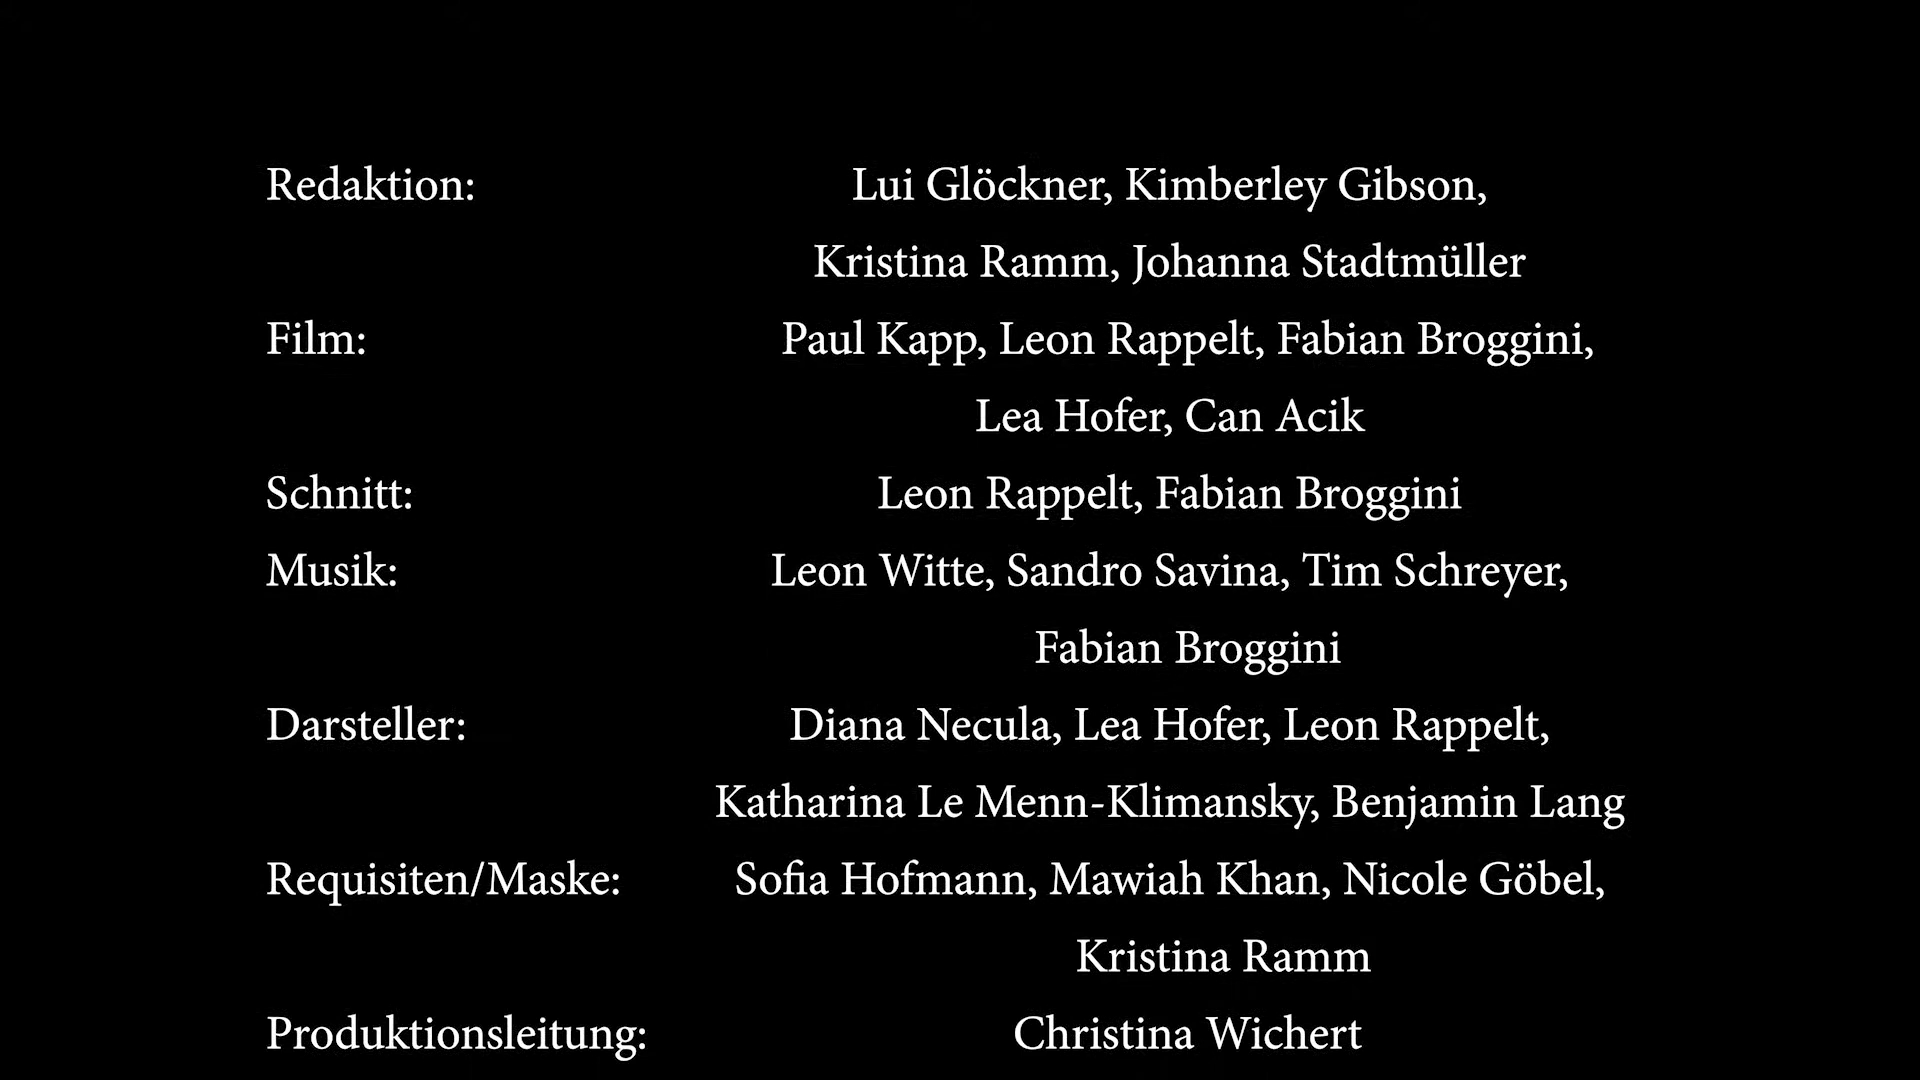 Redaktion: Lui Glöckner, Kimberley Gibson,
Kristina Ramm, Johanna Stadtmüller
Film: Paul Kapp, Leon Rappelt, Fabian Broggini,
Lea Hofer, Can Acik
Schnitt: Leon Rappelt, Fabian Broggini
Musik: Leon Witte, Sandro Savina, Tim Schreyer,
Fabian Broggini
Darsteller: Diana Necula, Lea Hofer, Leon Rappelt,
Katharina Le Menn-Klimansky, Benjamin Lang
Requisiten/Maske: Sofia Hofmann, Mawiah Khan, Nicole Göbel,
Kristina Ramm
Produktionsleitung: Christina Wichert